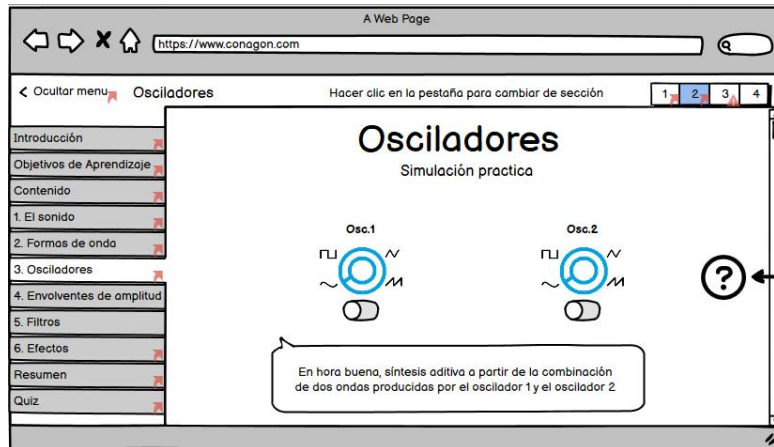 A Web Page
https://www.conagon.com
Ocultar menu
Osciladores
Hacer clic en la pestaña para cambiar de sección
1 2 3 4
Introducción
Objetivos de Aprendizaje
Contenido
1. El sonido
2. Formas de onda
3. Osciladores
4. Envolventes de amplitud
5. Filtros
6. Efectos
Resumen
Quiz
Osciladores
Simulación practica
Osc.1
Osc.2
?
En hora buena, síntesis aditiva a partir de la combinación
de dos ondas producidas por el oscilador 1 y el oscilador 2